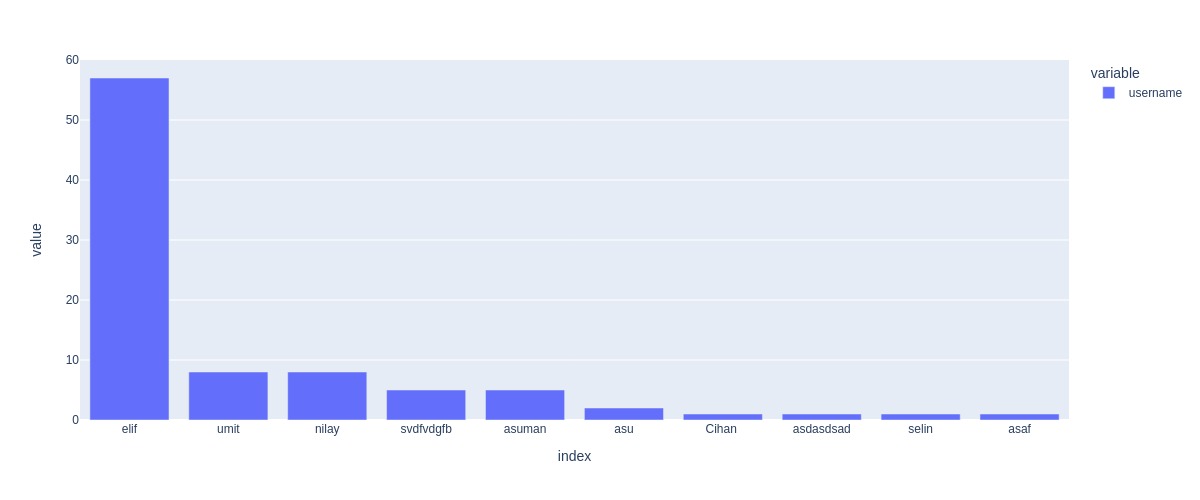 60
50
40
30
20
10
0
value
elif umit nilay svdfvdgfb asuman asu Cihan asdasdsad selin asaf
index
variable
username